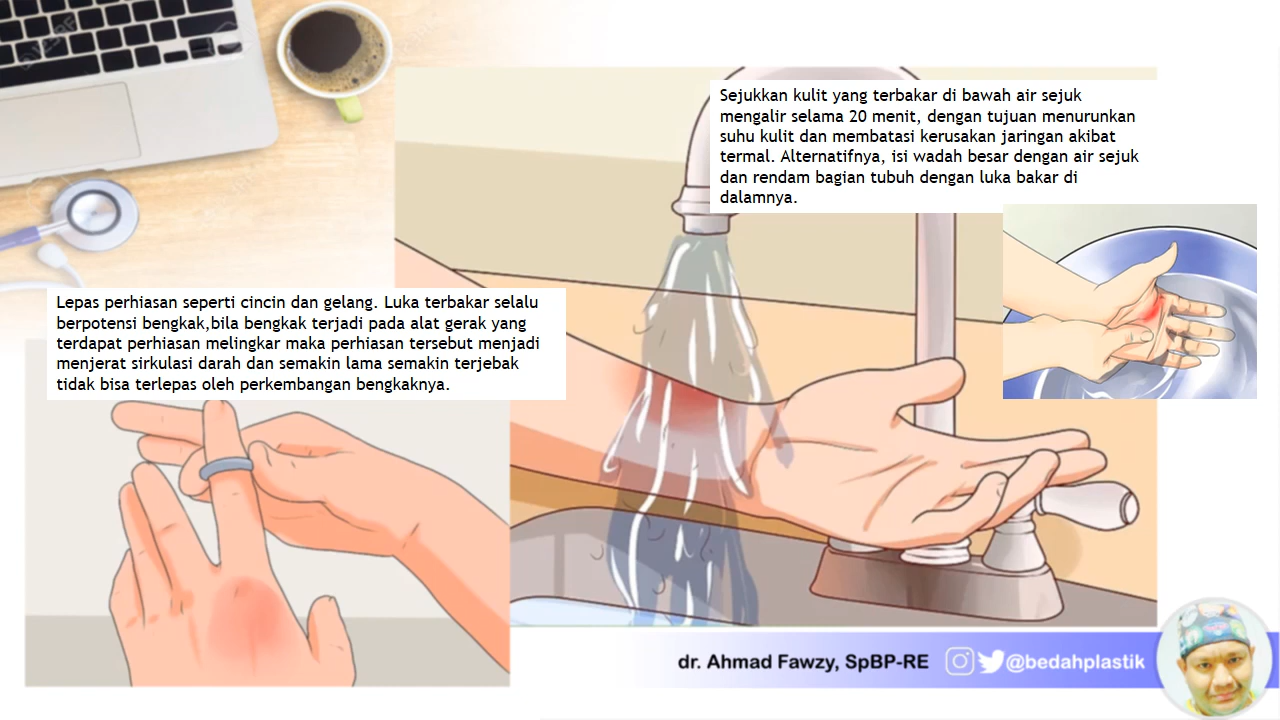 Sejukkan kulit yang terbakar di bawah air sejuk
mengalir selama 20 menit, dengan tujuan menurunkan
suhu kulit dan membatasi kerusakan jaringan akibat
termal. Alternatifnya, isi wadah besar dengan air sejuk
dan rendam bagian tubuh dengan luka bakar di
dalamnya.
Lepas perhiasan seperti cincin dan gelang. Luka terbakar selalu
berpotensi bengkak,bila bengkak terjadi pada alat gerak yang
terdapat perhiasan melingkar maka perhiasan tersebut menjadi
menjerat sirkulasi darah dan semakin lama semakin terjebak
tidak bisa terlepas oleh perkembangan bengkaknya.
dr. Ahmad Fawzy, SpBP-RE @bedahplastik